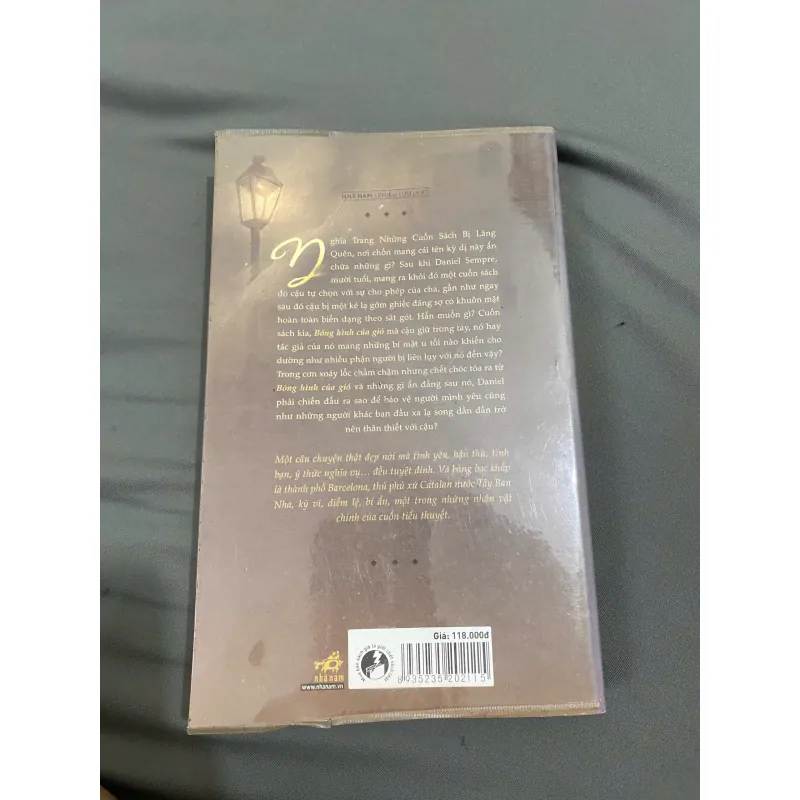 NHÃ NAM
Nghĩa Trang Những Cuốn Sách Bị Lãng
Quên, nơi chốn mang cái tên kỳ dị này ẩn
chứa những gì? Sau khi Daniel Sempre,
mười tuổi, mang ra khỏi đó một cuốn sách
do cậu tự chọn với sự cho phép của cha, gần như ngay
sau đó cậu bị một kẻ lạ gớm ghiếc đáng sợ có khuôn mặt
hoàn toàn biến dạng theo sát gót. Hắn muốn gì? Cuốn
sách kia, Bóng hình của gió mà cậu giữ trong tay, nó hay
tác giả của nó mang những bí mật u tối nào khiến cho
dường như nhiều phận người bị liên lụy với nó đến vậy?
Trong cơn xoáy lốc chầm chậm những chết chóc tỏa ra từ
Bóng hình của gió và những gì ẩn đằng sau nó, Daniel
phải chiến đấu ra sao để bảo vệ người mình yêu cũng
như những người khác ban đầu xa lạ song dần dần trở
nên thân thiết với cậu?
Một câu chuyện thật đẹp nơi mà tình yêu, hận thù, tình
bạn, ý thức nghĩa vụ... đều tuyệt đỉnh. Và bàng bạc khắp
là thành phố Barcelona, thủ phủ xứ Catalan nước Tây Ban
Nha, kỳ vĩ, diễm lệ, bí ẩn, một trong những nhân vật
chính của cuốn tiểu thuyết.
Giá: 118.000đ
nhã nam
www.nhanam.vn
8 935235 202115